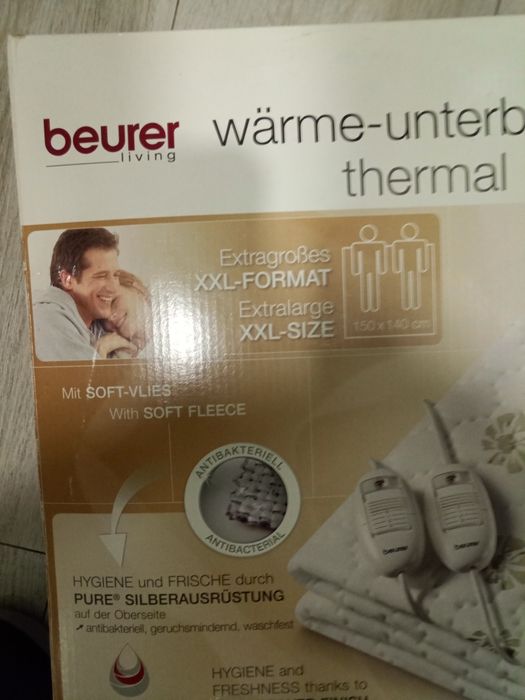 beurer
living
wärme-unterb
thermal
Extragroßes
XXL-FORMAT
Extralarge
XXL-SIZE
150 x 140 cm
Mit SOFT-VLIES
With SOFT FLEECE
ANTIBAKTERIELL
ANTIBACTERIAL
beurer
beurer
HYGIENE und FRISCHE durch
PURE® SILBERAUSRÜSTUNG
auf der Oberseite
antibakteriell, geruchsmindernd, waschfest
HYGIENE and
FRESHNESS thanks to